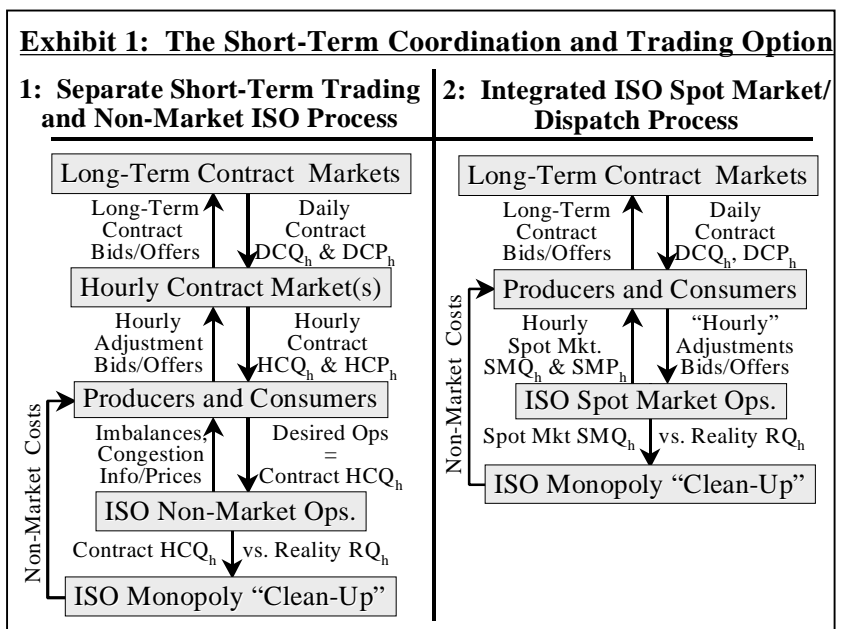 Exhibit 1: The Short-Term Coordination and Trading Option
1: Separate Short-Term Trading
and Non-Market ISO Process
Long-Term Contract Markets
Long-Term
Contract
Bids/Offers
Daily
Contract
DCQh & DCPh
Hourly Contract Market(s)
Hourly
Adjustment
Bids/Offers
Hourly
Contract
HCQh & HCPh
Producers and Consumers
Imbalances,
Congestion
Info/Prices
Desired Ops
=
Contract HCQh
ISO Non-Market Ops.
Contract HCQh
vs. Reality RQh
ISO Monopoly “Clean-Up”
Non-Market Costs
2: Integrated ISO Spot Market/
Dispatch Process
Long-Term Contract Markets
Long-Term
Contract
Bids/Offers
Daily
Contract
DCQh, DCPh
Producers and Consumers
Hourly
Spot Mkt.
SMQh & SMPh
“Hourly”
Adjustments
Bids/Offers
ISO Spot Market Ops.
Spot Mkt SMQh
vs. Reality RQh
ISO Monopoly “Clean-Up”
Non-Market Costs